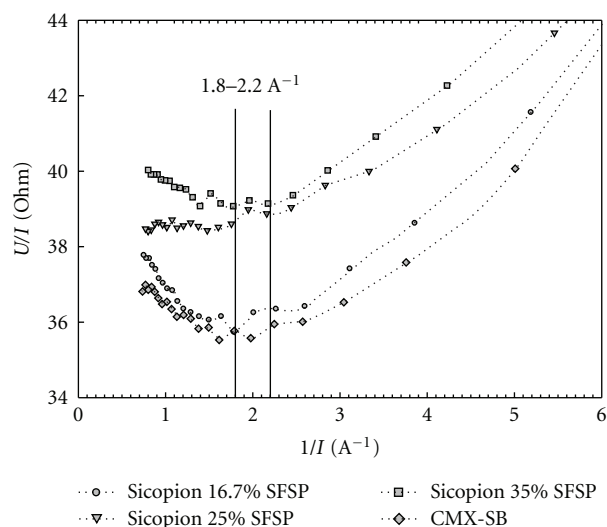 44
42
40
38
36
34
U/I (Ohm)
1.8–2.2 A⁻¹
0 1 2 3 4 5 6
1/I (A⁻¹)
Sicopion 16.7% SFSP
Sicopion 25% SFSP
Sicopion 35% SFSP
CMX-SB